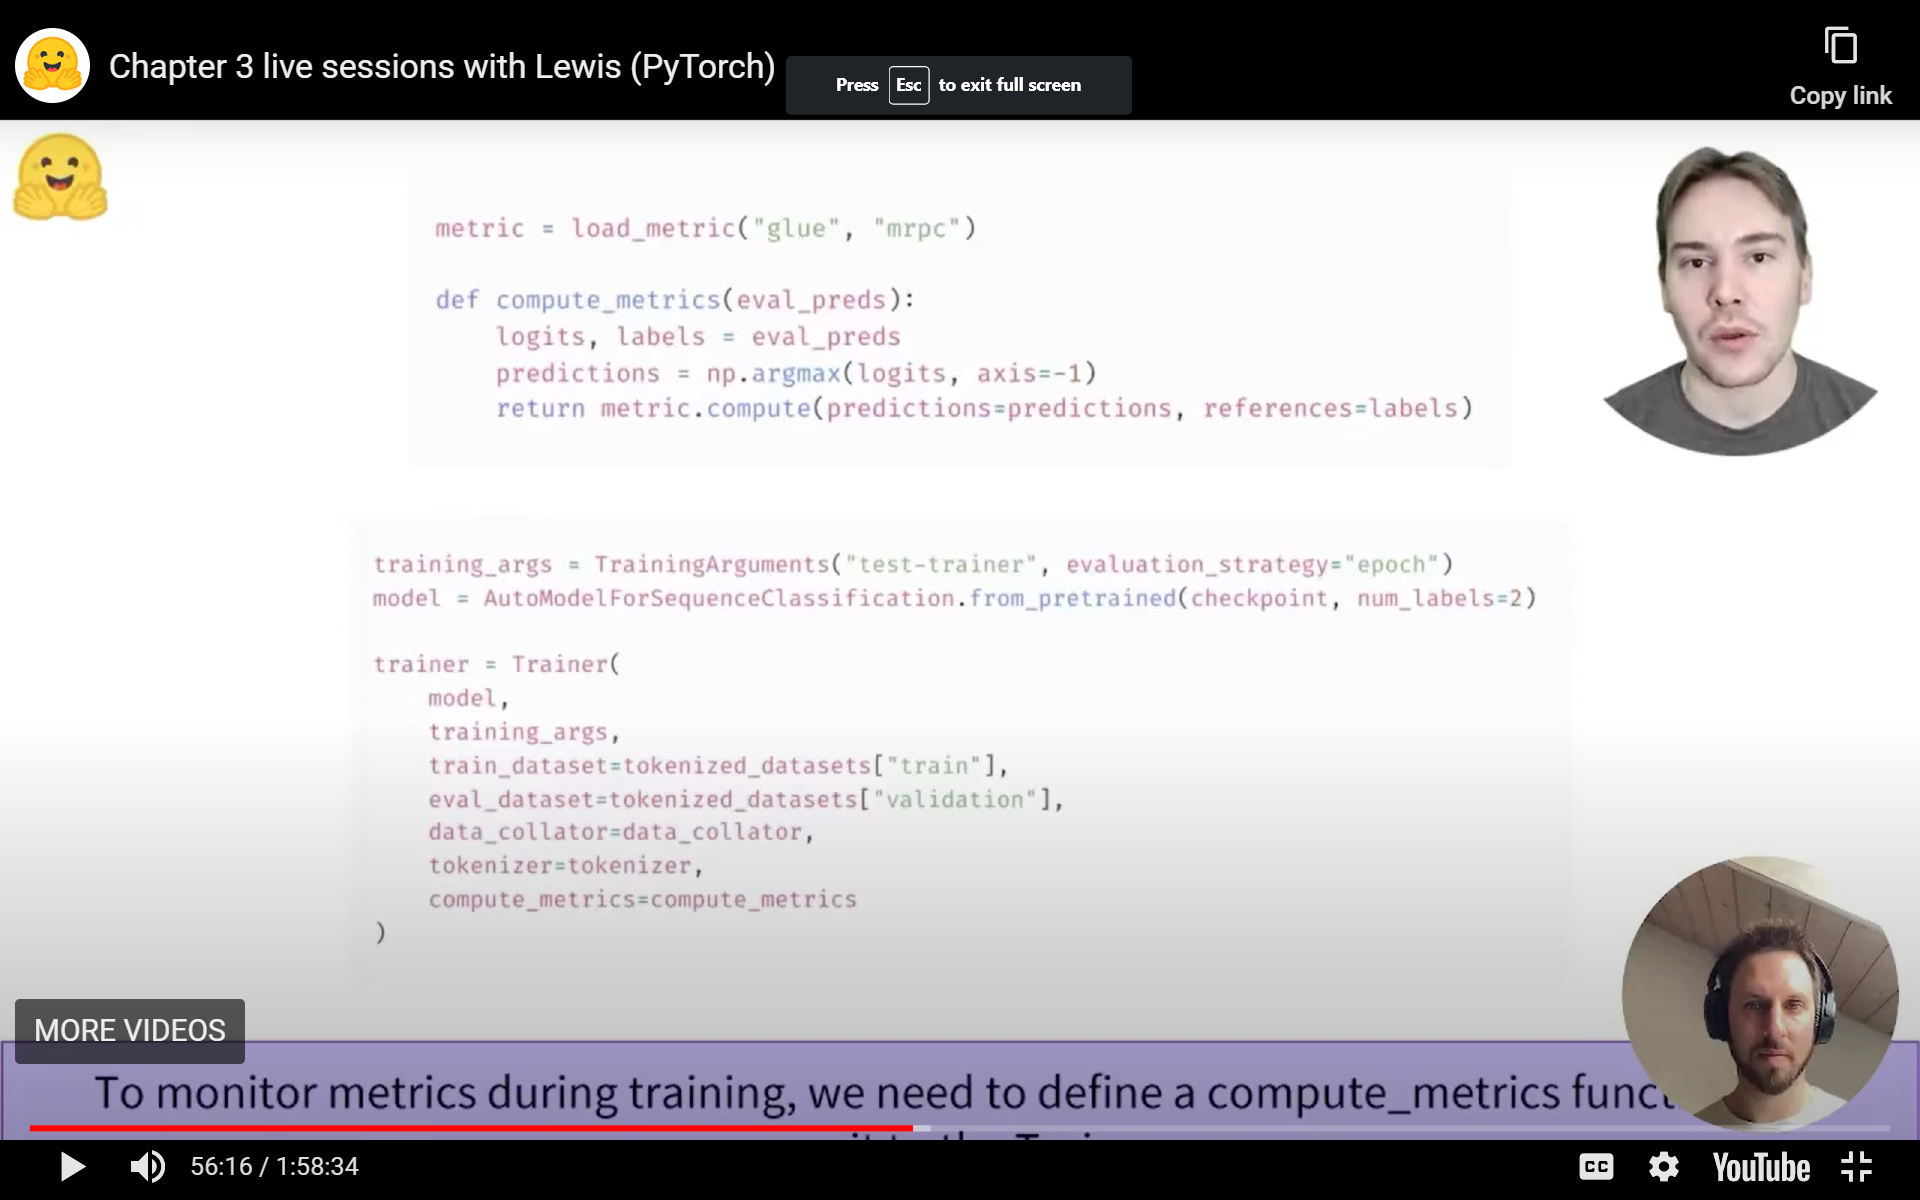 Chapter 3 live sessions with Lewis (PyTorch)
Press Esc to exit full screen
Copy link
metric = load_metric("glue", "mrpc")
def compute_metrics(eval_preds):
    logits, labels = eval_preds
    predictions = np.argmax(logits, axis=-1)
    return metric.compute(predictions=predictions, references=labels)
training_args = TrainingArguments("test-trainer", evaluation_strategy="epoch")
model = AutoModelForSequenceClassification.from_pretrained(checkpoint, num_labels=2)
trainer = Trainer(
    model,
    training_args,
    train_dataset=tokenized_datasets["train"],
    eval_dataset=tokenized_datasets["validation"],
    data_collator=data_collator,
    tokenizer=tokenizer,
    compute_metrics=compute_metrics
)
MORE VIDEOS
To monitor metrics during training, we need to define a compute_metrics funct
56:16 / 1:58:34
CC
YouTube